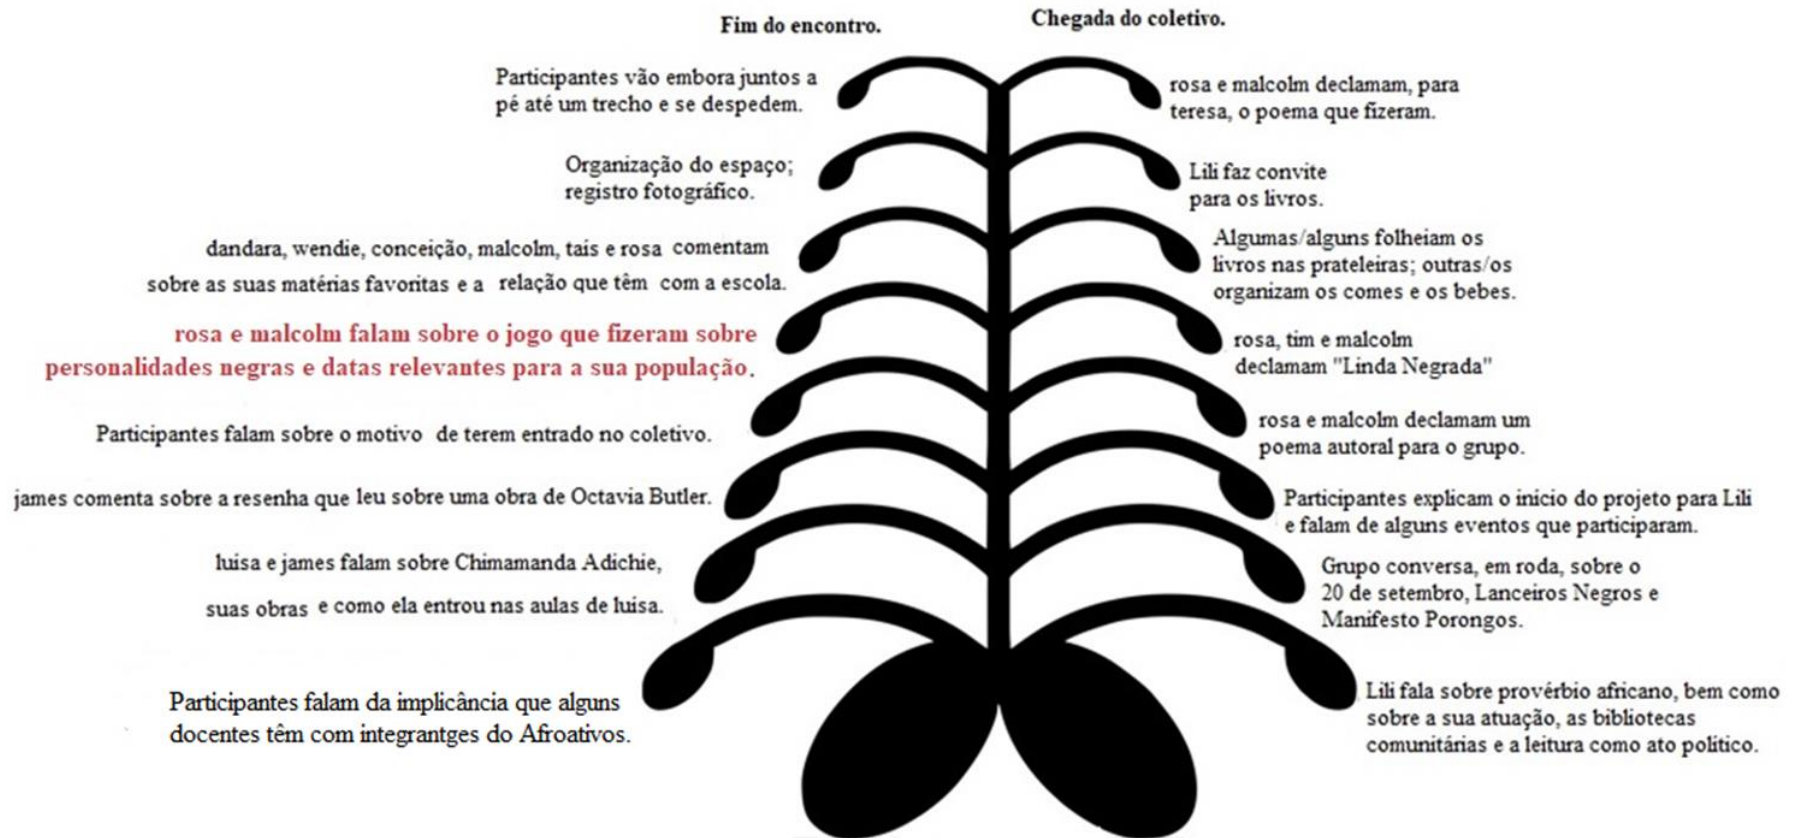 Fim do encontro.
Chegada do coletivo.
Participantes vão embora juntos a
pé até um trecho e se despedem.
Organização do espaço;
registro fotográfico.
dandara, wendie, conceição, malcolm, taís e rosa comentam
sobre as suas matérias favoritas e a relação que têm com a escola.
rosa e malcolm falam sobre o jogo que fizeram sobre
personalidades negras e datas relevantes para a sua população.
Participantes falam sobre o motivo de terem entrado no coletivo.
james comenta sobre a resenha que leu sobre uma obra de Octavia Butler.
luísa e james falam sobre Chimamanda Adichie,
suas obras e como ela entrou nas aulas de luísa.
Participantes falam da implicância que alguns
docentes têm com integrantges do Afroativos.
rosa e malcolm declamam, para
teresa, o poema que fizeram.
Lili faz convite
para os livros.
Algumas/alguns folheiam os
livros nas prateleiras; outras/os
organizam os comes e os bebes.
rosa, tim e malcolm
declamam "Linda Negrada"
rosa e malcolm declamam um
poema autoral para o grupo.
Participantes explicam o início do projeto para Lili
e falam de alguns eventos que participaram.
Grupo conversa, em roda, sobre o
20 de setembro, Lanceiros Negros e
Manifesto Porongos.
Lili fala sobre provérbio africano, bem como
sobre a sua atuação, as bibliotecas
comunitárias e a leitura como ato político.